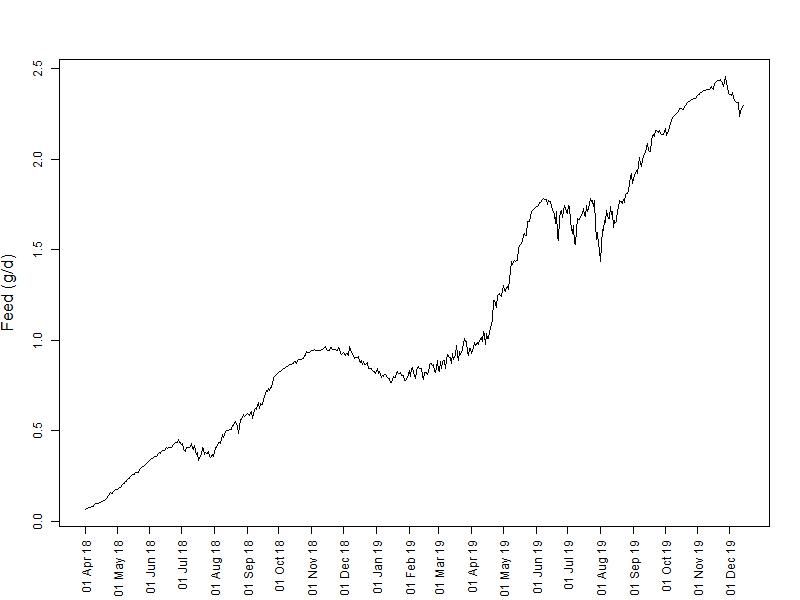 Feed (g/d)
2.5
2.0
1.5
1.0
0.5
0.0
01 Apr 18
01 May 18
01 Jun 18
01 Jul 18
01 Aug 18
01 Sep 18
01 Oct 18
01 Nov 18
01 Dec 18
01 Jan 19
01 Feb 19
01 Mar 19
01 Apr 19
01 May 19
01 Jun 19
01 Jul 19
01 Aug 19
01 Sep 19
01 Oct 19
01 Nov 19
01 Dec 19